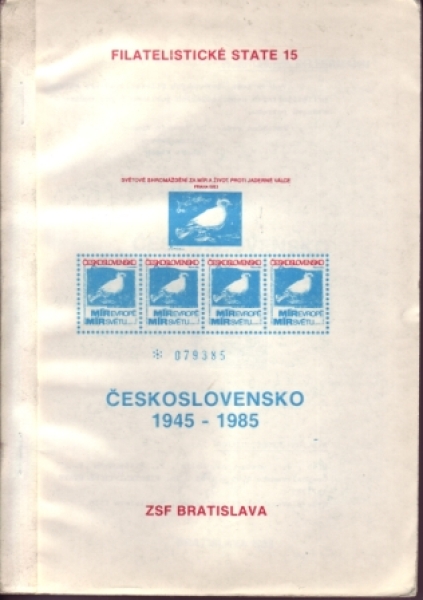 FILATELISTICKÉ STATE 15
SVĚTOVÉ SHROMÁŽDĚNÍ ZA MÍR A ŽIVOT, PROTI JADERNÉ VÁLCE
PRAHA 1983
ČESKOSLOVENSKO ČESKOSLOVENSKO ČESKOSLOVENSKO ČESKOSLOVENSKO
MÍR EVROPĚ MÍR EVROPĚ MÍR EVROPĚ MÍR EVROPĚ
MÍR SVĚTU MÍR SVĚTU MÍR SVĚTU MÍR SVĚTU
* 079385
ČESKOSLOVENSKO
1945 - 1985
ZSF BRATISLAVA